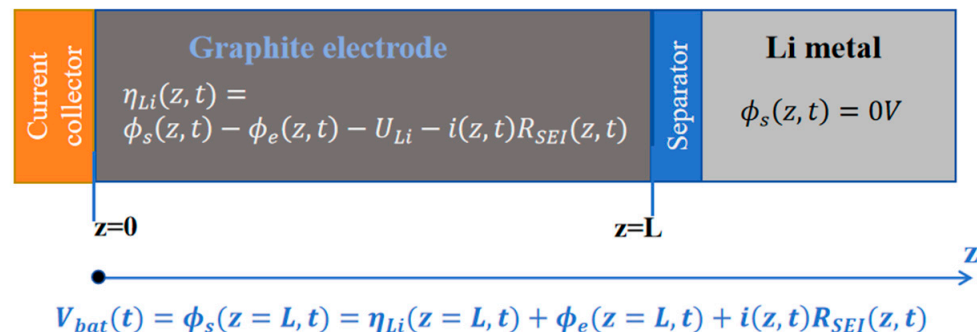 Current
collector
Graphite electrode
η_Li(z, t) =
ϕ_s(z, t) − ϕ_e(z, t) − U_Li − i(z, t)R_SEI(z, t)
Separator
Li metal
ϕ_s(z, t) = 0V
z=0
z=L
z
V_bat(t) = ϕ_s(z = L, t) = η_Li(z = L, t) + ϕ_e(z = L, t) + i(z, t)R_SEI(z, t)